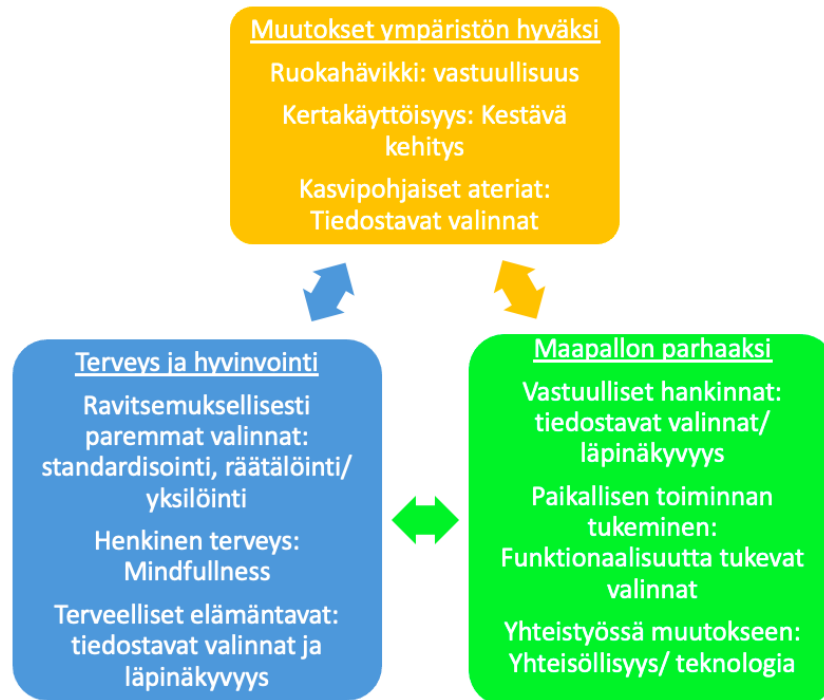 Muutokset ympäristön hyväksi
Ruokahävikki: vastuullisuus
Kertakäyttöisyys: Kestävä
kehitys
Kasvipohjaiset ateriat:
Tiedostavat valinnat
Terveys ja hyvinvointi
Ravitsemuksellisesti
paremmat valinnat:
standardisointi, räätälöinti/
yksilöinti
Henkinen terveys:
Mindfullness
Terveelliset elämäntavat:
tiedostavat valinnat ja
läpinäkyvyys
Maapallon parhaaksi
Vastuulliset hankinnat:
tiedostavat valinnat/
läpinäkyvyys
Paikallisen toiminnan
tukeminen:
Funktionaalisuutta tukevat
valinnat
Yhteistyössä muutokseen:
Yhteisöllisyys/ teknologia